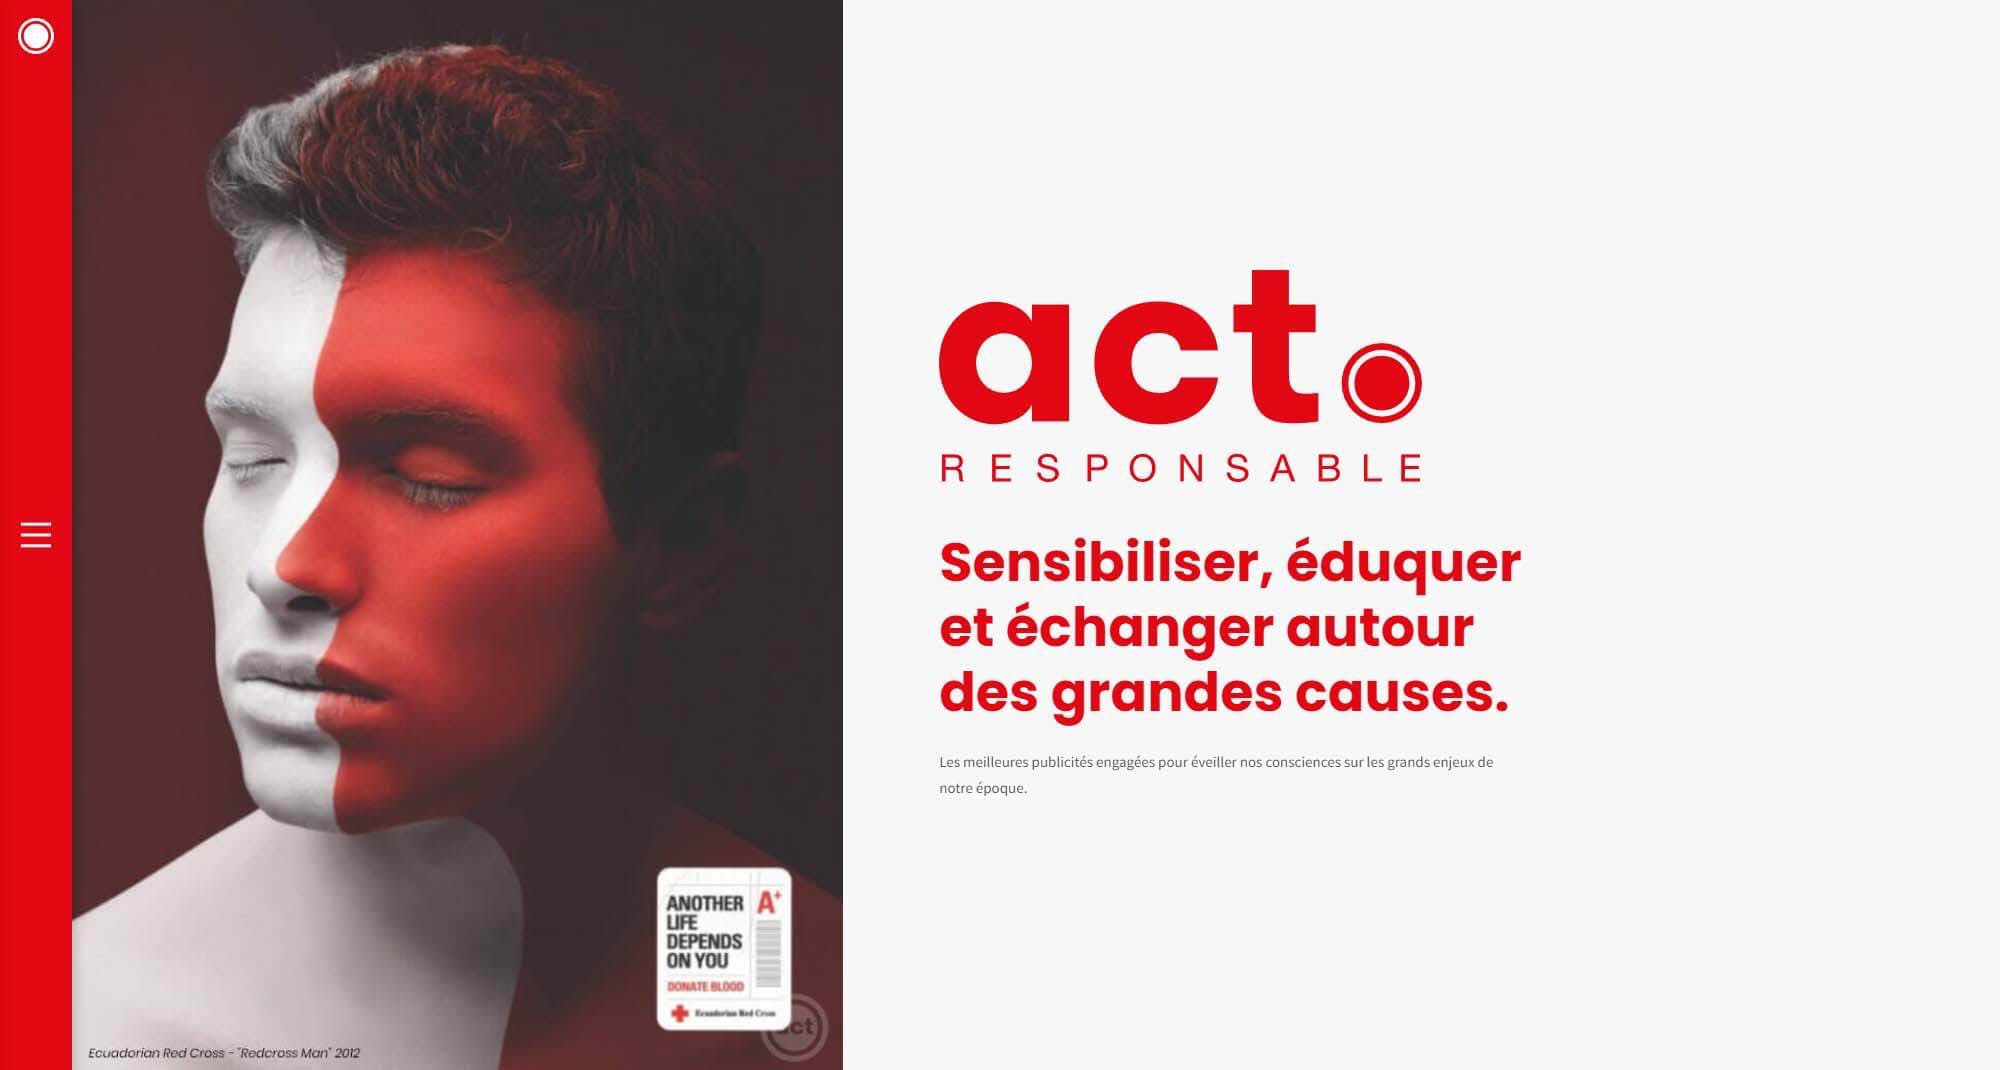 ANOTHER
LIFE
DEPENDS
ON YOU
A+
DONATE BLOOD
Ecuadorian Red Cross
act
Ecuadorian Red Cross - "Redcross Man" 2012
act
RESPONSABLE
Sensibiliser, éduquer
et échanger autour
des grandes causes.
Les meilleures publicités engagées pour éveiller nos consciences sur les grands enjeux de
notre époque.